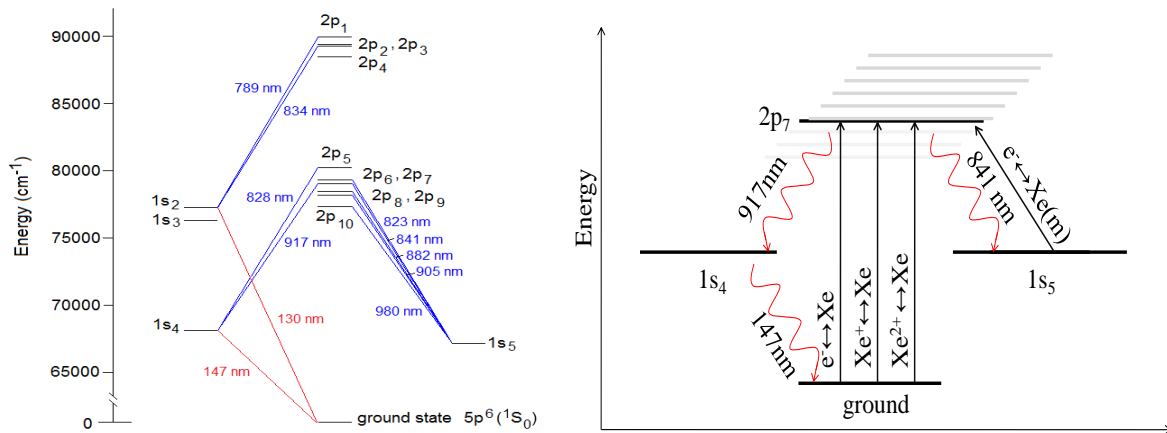 90000
85000
80000
75000
70000
65000
0
Energy (cm-1)
2p1
2p2 , 2p3
2p4
789 nm
834 nm
2p5
2p6 , 2p7
2p8 , 2p9
2p10
1s2
1s3
828 nm
917 nm
823 nm
841 nm
882 nm
905 nm
980 nm
130 nm
1s4
1s5
147 nm
ground state 5p6 (1S0)
Energy
2p7
917nm
841 nm
e-↔Xe(m)
1s4
1s5
147nm
e-↔Xe
Xe+↔Xe
Xe2+↔Xe
ground